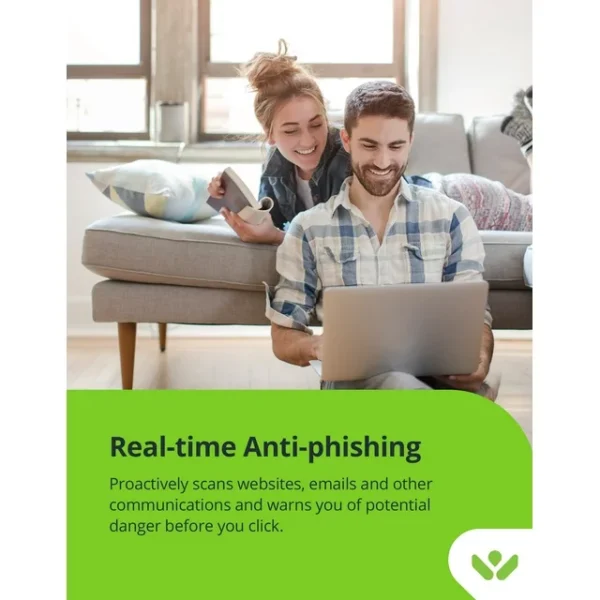 Real-time Anti-phishing
Proactively scans websites, emails and other
communications and warns you of potential
danger before you click.